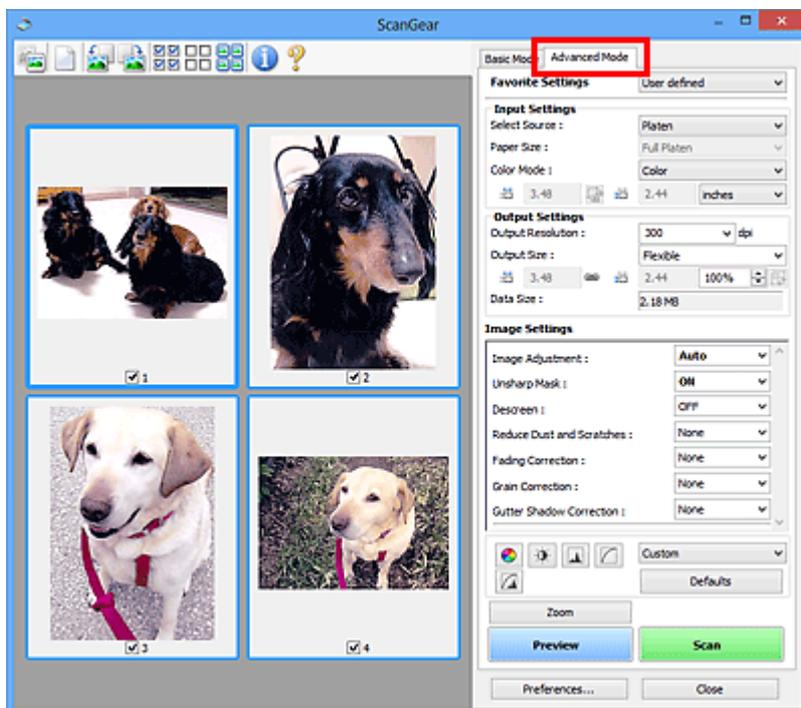 ScanGear
Basic Mode Advanced Mode
Favorite Settings User defined
Input Settings
Select Source : Platen
Paper Size : Full Platen
Color Mode : Color
3.48 2.44 inches
Output Settings
Output Resolution : 300 dpi
Output Size : Flexible
3.48 2.44 100%
Data Size : 2.18 MB
Image Settings
Image Adjustment : Auto
Unsharp Mask : ON
Descreen : OFF
Reduce Dust and Scratches : None
Fading Correction : None
Grain Correction : None
Gutter Shadow Correction : None
Custom
Defaults
Zoom
Preview Scan
Preferences... Close
1
2
3
4